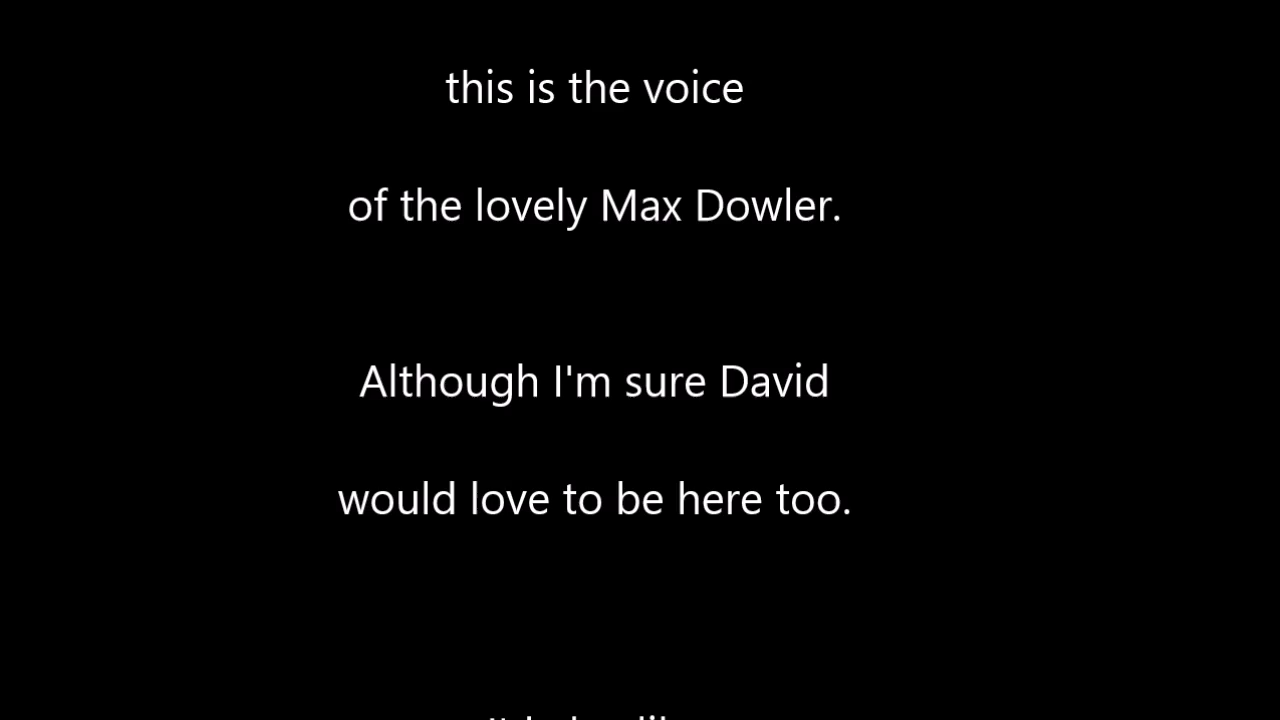 this is the voice
of the lovely Max Dowler.
Although I'm sure David
would love to be here too.